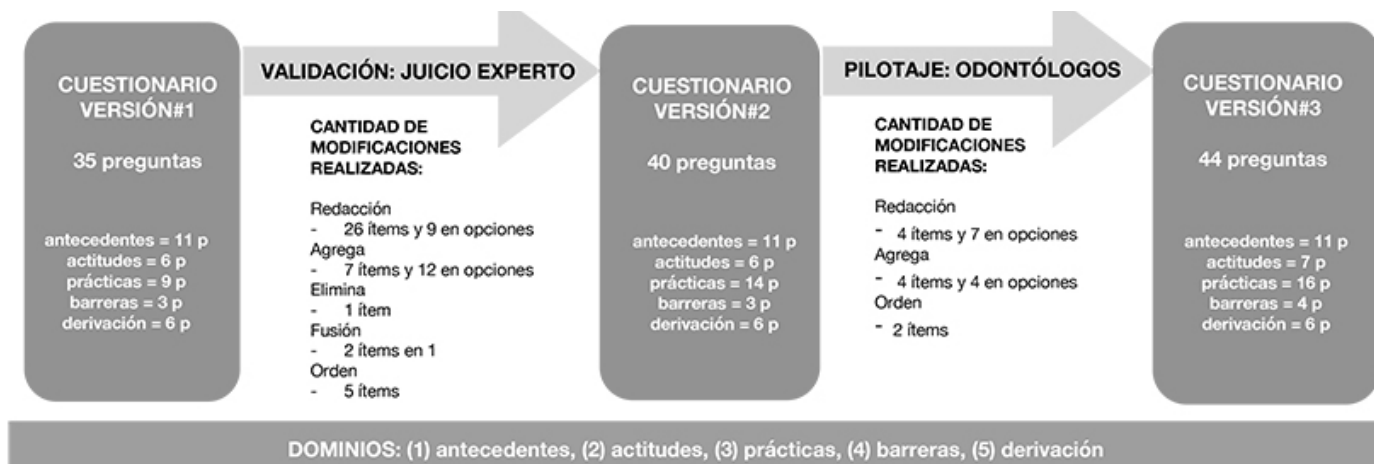 CUESTIONARIO
VERSIÓN#1
35 preguntas
antecedentes = 11 p
actitudes = 6 p
prácticas = 9 p
barreras = 3 p
derivación = 6 p
VALIDACIÓN: JUICIO EXPERTO
CANTIDAD DE
MODIFICACIONES
REALIZADAS:
Redacción
- 26 ítems y 9 en opciones
Agrega
- 7 ítems y 12 en opciones
Elimina
- 1 ítem
Fusión
- 2 ítems en 1
Orden
- 5 ítems
CUESTIONARIO
VERSIÓN#2
40 preguntas
antecedentes = 11 p
actitudes = 6 p
prácticas = 14 p
barreras = 3 p
derivación = 6 p
PILOTAJE: ODONTÓLOGOS
CANTIDAD DE
MODIFICACIONES
REALIZADAS:
Redacción
- 4 ítems y 7 en opciones
Agrega
- 4 ítems y 4 en opciones
Orden
- 2 ítems
CUESTIONARIO
VERSIÓN#3
44 preguntas
antecedentes = 11 p
actitudes = 7 p
prácticas = 16 p
barreras = 4 p
derivación = 6 p
DOMINIOS: (1) antecedentes, (2) actitudes, (3) prácticas, (4) barreras, (5) derivación